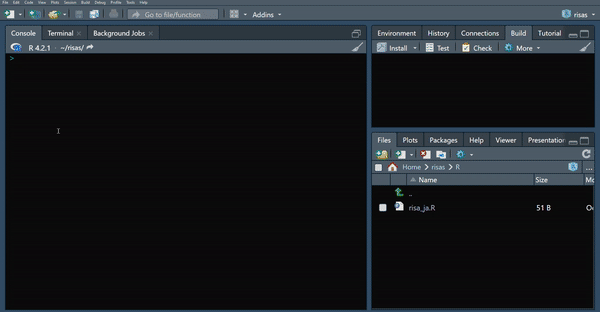 File Edit Code View Plots Session Build Debug Profile Tools Help
Go to file/function Addins risas
Console Terminal Background Jobs
R 4.2.1 · ~/risas/
>
Environment History Connections Build Tutorial
Install Test Check More
Files Plots Packages Help Viewer Presentation
Home risas R ...
Name Size
..
risa_ja.R 51 B